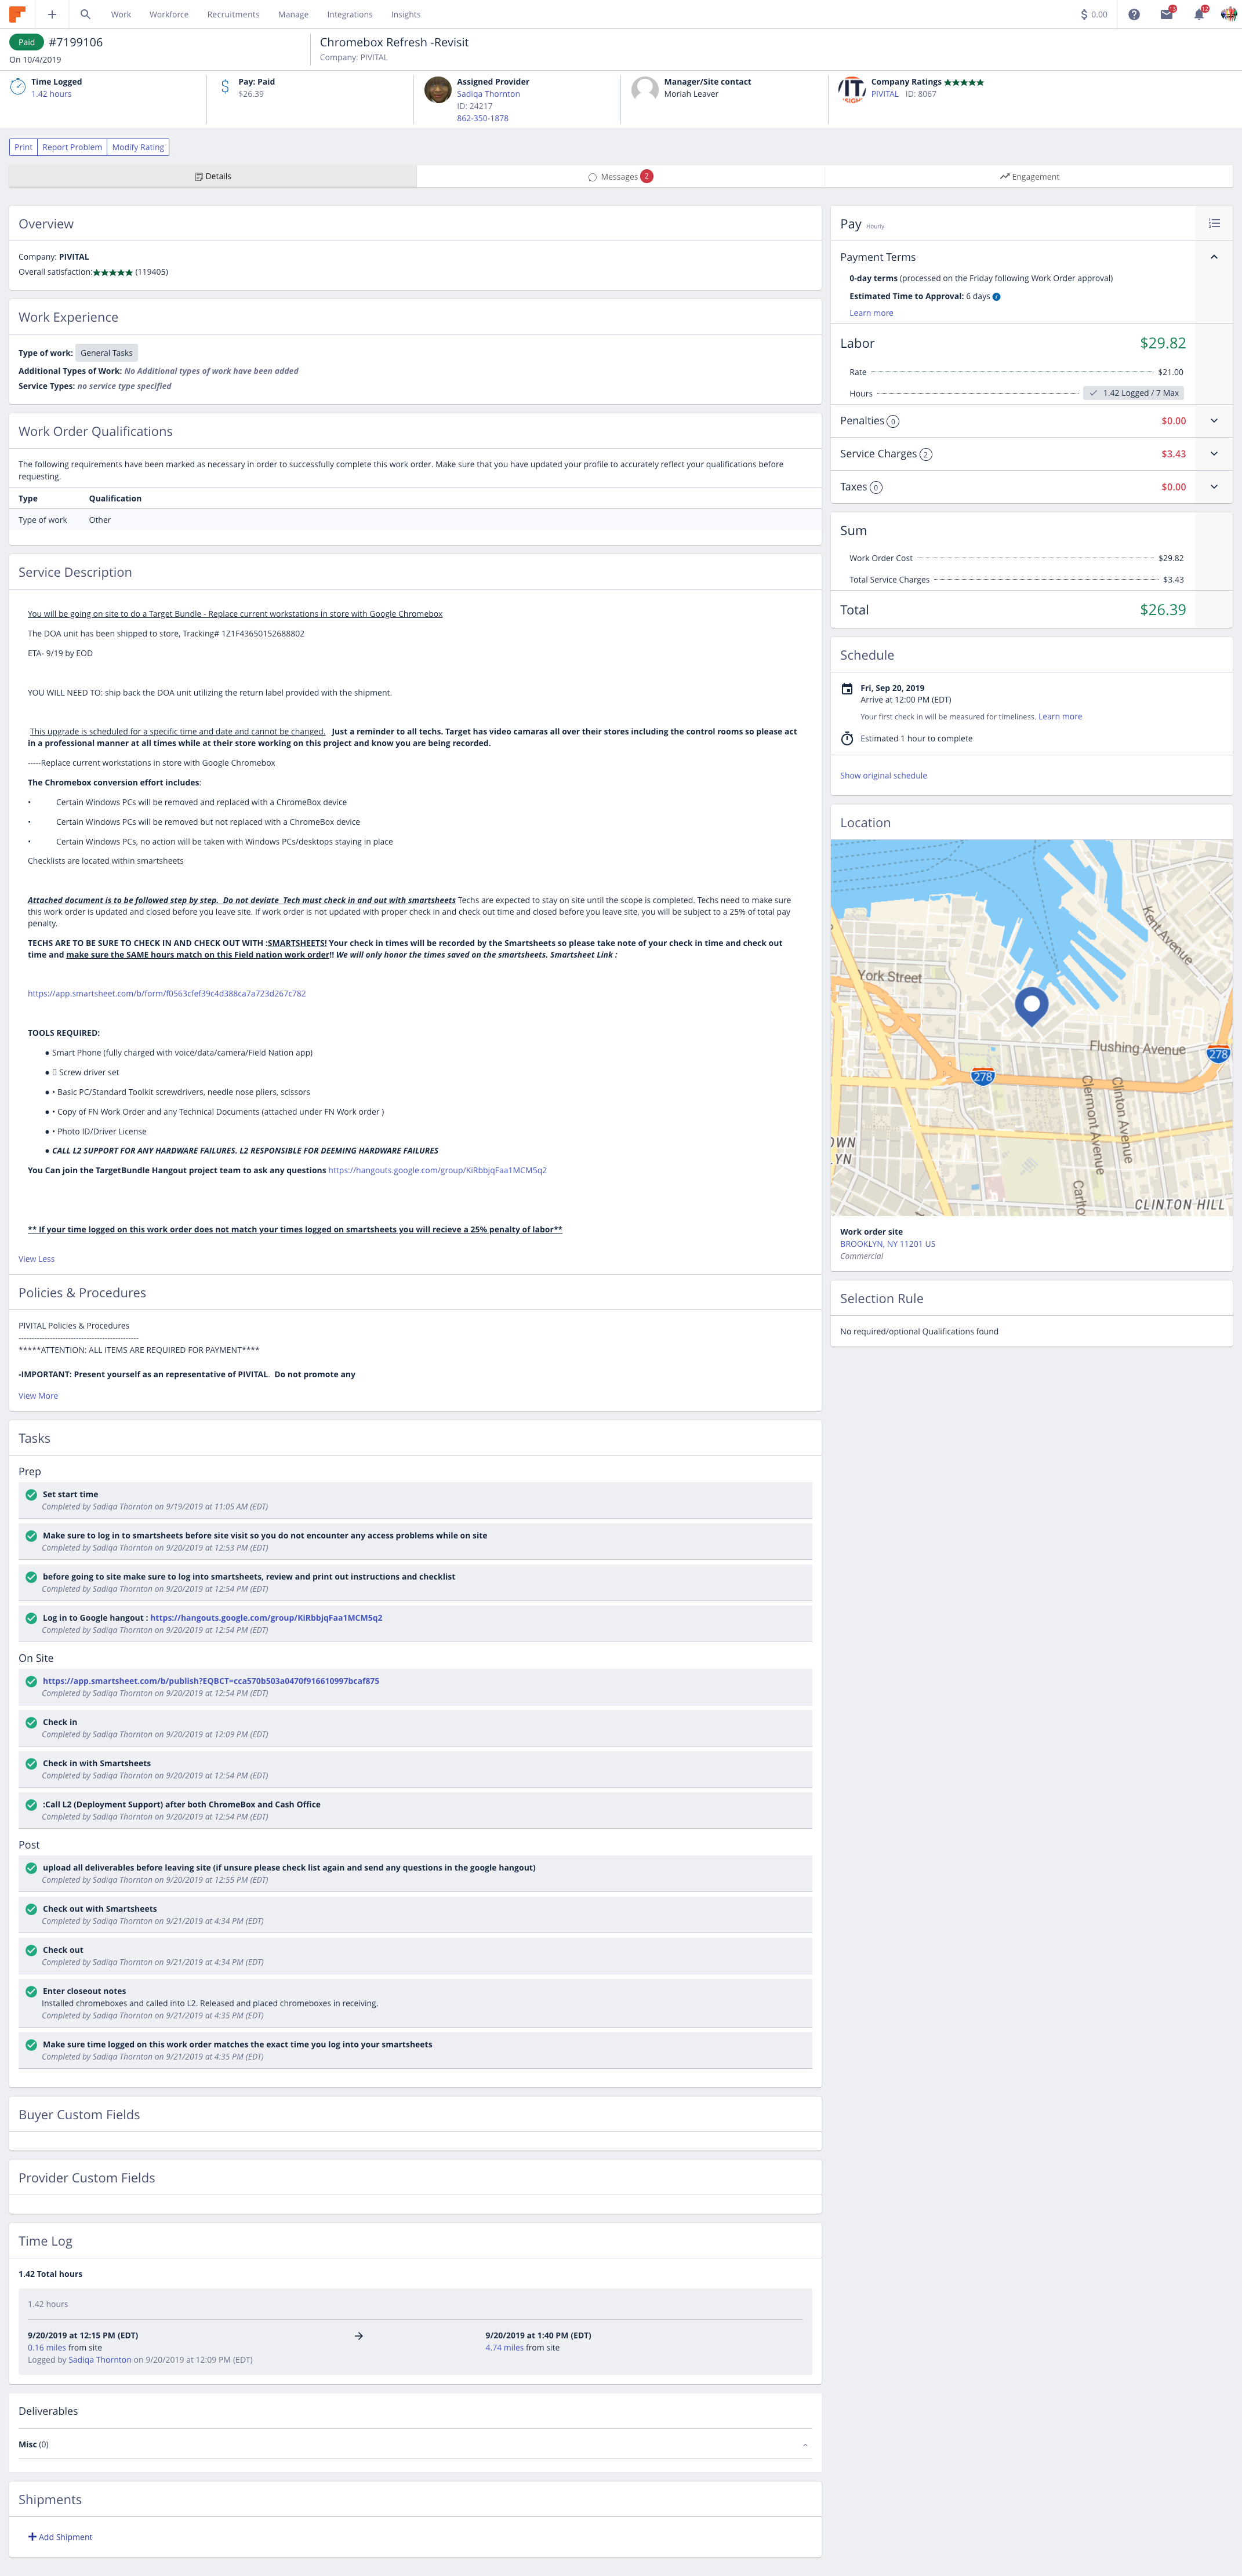 Work Workforce Recruitments Manage Integrations Insights
$ 0.00
13
12
Paid #7199106
On 10/4/2019
Chromebox Refresh -Revisit
Company: PIVITAL
Time Logged
1.42 hours
Pay: Paid
$26.39
Assigned Provider
Sadiqa Thornton
ID: 24217
862-350-1878
Manager/Site contact
Moriah Leaver
Company Ratings ★★★★★
PIVITAL ID: 8067
Print Report Problem Modify Rating
Details
Messages 2
Engagement
Overview
Company: PIVITAL
Overall satisfaction:★★★★★ (119405)
Work Experience
Type of work: General Tasks
Additional Types of Work: No Additional types of work have been added
Service Types: no service type specified
Work Order Qualifications
The following requirements have been marked as necessary in order to successfully complete this work order. Make sure that you have updated your profile to accurately reflect your qualifications before
requesting.
Type Qualification
Type of work Other
Service Description
You will be going on site to do a Target Bundle - Replace current workstations in store with Google Chromebox
The DOA unit has been shipped to store, Tracking# 1Z1F43650152688802
ETA- 9/19 by EOD
YOU WILL NEED TO: ship back the DOA unit utilizing the return label provided with the shipment.
This upgrade is scheduled for a specific time and date and cannot be changed. Just a reminder to all techs. Target has video camaras all over their stores including the control rooms so please act
in a professional manner at all times while at their store working on this project and know you are being recorded.
-----Replace current workstations in store with Google Chromebox
The Chromebox conversion effort includes:
• Certain Windows PCs will be removed and replaced with a ChromeBox device
• Certain Windows PCs will be removed but not replaced with a ChromeBox device
• Certain Windows PCs, no action will be taken with Windows PCs/desktops staying in place
Checklists are located within smartsheets
Attached document is to be followed step by step. Do not deviate Tech must check in and out with smartsheets Techs are expected to stay on site until the scope is completed. Techs need to make sure
this work order is updated and closed before you leave site. If work order is not updated with proper check in and check out time and closed before you leave site, you will be subject to a 25% of total pay
penalty.
TECHS ARE TO BE SURE TO CHECK IN AND CHECK OUT WITH :SMARTSHEETS! Your check in times will be recorded by the Smartsheets so please take note of your check in time and check out
time and make sure the SAME hours match on this Field nation work order!! We will only honor the times saved on the smartsheets. Smartsheet Link :
https://app.smartsheet.com/b/form/f0563cfef39c4d388ca7a723d267c782
TOOLS REQUIRED:
● Smart Phone (fully charged with voice/data/camera/Field Nation app)
● Screw driver set
● • Basic PC/Standard Toolkit screwdrivers, needle nose pliers, scissors
● • Copy of FN Work Order and any Technical Documents (attached under FN Work order )
● • Photo ID/Driver License
● CALL L2 SUPPORT FOR ANY HARDWARE FAILURES. L2 RESPONSIBLE FOR DEEMING HARDWARE FAILURES
You Can join the TargetBundle Hangout project team to ask any questions https://hangouts.google.com/group/KiRbbjqFaa1MCM5q2
** If your time logged on this work order does not match your times logged on smartsheets you will recieve a 25% penalty of labor**
View Less
Policies & Procedures
PIVITAL Policies & Procedures
-----------------------------------------------
*****ATTENTION: ALL ITEMS ARE REQUIRED FOR PAYMENT****
-IMPORTANT: Present yourself as an representative of PIVITAL. Do not promote any
View More
Tasks
Prep
Set start time
Completed by Sadiqa Thornton on 9/19/2019 at 11:05 AM (EDT)
Make sure to log in to smartsheets before site visit so you do not encounter any access problems while on site
Completed by Sadiqa Thornton on 9/20/2019 at 12:53 PM (EDT)
before going to site make sure to log into smartsheets, review and print out instructions and checklist
Completed by Sadiqa Thornton on 9/20/2019 at 12:54 PM (EDT)
Log in to Google hangout : https://hangouts.google.com/group/KiRbbjqFaa1MCM5q2
Completed by Sadiqa Thornton on 9/20/2019 at 12:54 PM (EDT)
On Site
https://app.smartsheet.com/b/publish?EQBCT=cca570b503a0470f916610997bcaf875
Completed by Sadiqa Thornton on 9/20/2019 at 12:54 PM (EDT)
Check in
Completed by Sadiqa Thornton on 9/20/2019 at 12:09 PM (EDT)
Check in with Smartsheets
Completed by Sadiqa Thornton on 9/20/2019 at 12:54 PM (EDT)
:Call L2 (Deployment Support) after both ChromeBox and Cash Office
Completed by Sadiqa Thornton on 9/20/2019 at 12:54 PM (EDT)
Post
upload all deliverables before leaving site (if unsure please check list again and send any questions in the google hangout)
Completed by Sadiqa Thornton on 9/20/2019 at 12:55 PM (EDT)
Check out with Smartsheets
Completed by Sadiqa Thornton on 9/21/2019 at 4:34 PM (EDT)
Check out
Completed by Sadiqa Thornton on 9/21/2019 at 4:34 PM (EDT)
Enter closeout notes
Installed chromeboxes and called into L2. Released and placed chromeboxes in receiving.
Completed by Sadiqa Thornton on 9/21/2019 at 4:35 PM (EDT)
Make sure time logged on this work order matches the exact time you log into your smartsheets
Completed by Sadiqa Thornton on 9/21/2019 at 4:35 PM (EDT)
Buyer Custom Fields
Provider Custom Fields
Time Log
1.42 Total hours
1.42 hours
9/20/2019 at 12:15 PM (EDT) → 9/20/2019 at 1:40 PM (EDT)
0.16 miles from site 4.74 miles from site
Logged by Sadiqa Thornton on 9/20/2019 at 12:09 PM (EDT)
Deliverables
Misc (0)
Shipments
+ Add Shipment
Pay Hourly
Payment Terms
0-day terms (processed on the Friday following Work Order approval)
Estimated Time to Approval: 6 days
Learn more
Labor $29.82
Rate $21.00
Hours 1.42 Logged / 7 Max
Penalties 0 $0.00
Service Charges 2 $3.43
Taxes 0 $0.00
Sum
Work Order Cost $29.82
Total Service Charges $3.43
Total $26.39
Schedule
Fri, Sep 20, 2019
Arrive at 12:00 PM (EDT)
Your first check in will be measured for timeliness. Learn more
Estimated 1 hour to complete
Show original schedule
Location
Kent Avenue
York Street
Flushing Avenue
278
278
Clermont Avenue
Clinton Avenue
OWN
LYN
Carlto
CLINTON HILL
Work order site
BROOKLYN, NY 11201 US
Commercial
Selection Rule
No required/optional Qualifications found